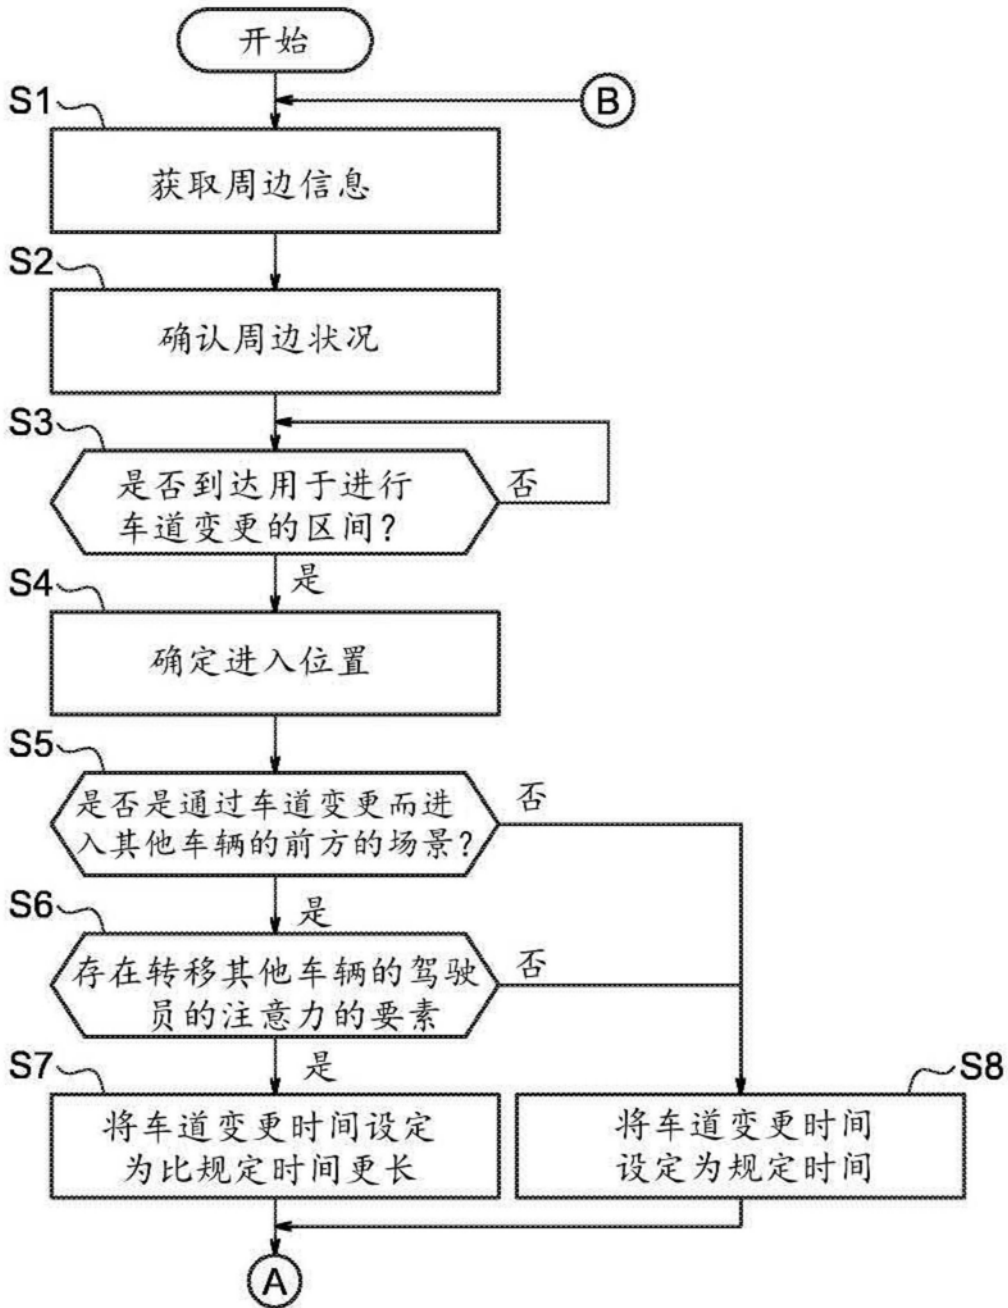 开始
B
S1
获取周边信息
S2
确认周边状况
S3
是否到达用于进行
车道变更的区间?
否
是
S4
确定进入位置
S5
是否是通过车道变更而进
入其他车辆的前方的场景?
否
是
S6
存在转移其他车辆的驾驶
员的注意力的要素
否
是
S7
将车道变更时间设定
为比规定时间更长
S8
将车道变更时间
设定为规定时间
A